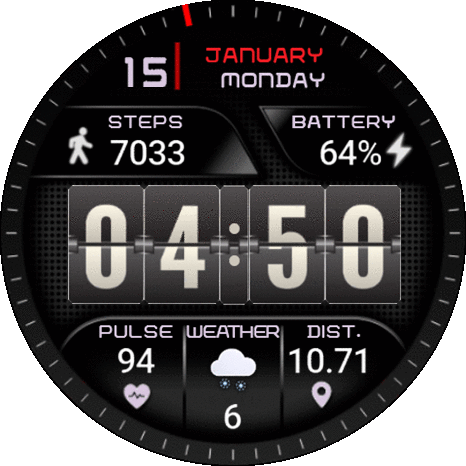 15 JANUARY
MONDAY
STEPS
7033
BATTERY
64%
04:50
PULSE
94
WEATHER
6
DIST.
10.71